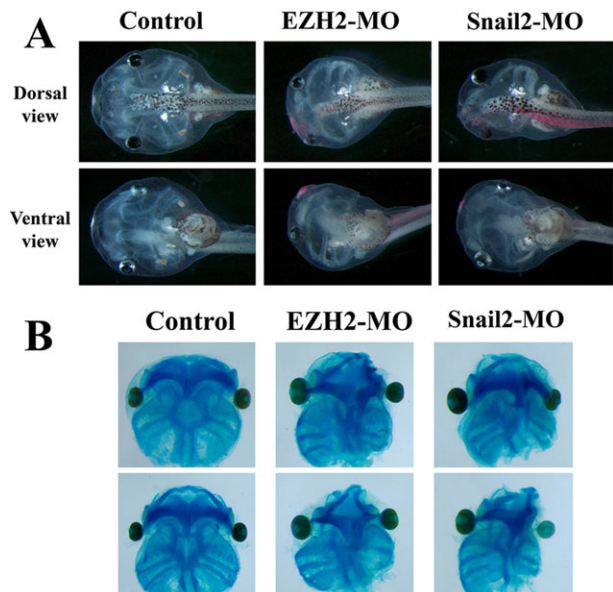 A
Control
EZH2-MO
Snail2-MO
Dorsal
view
Ventral
view
B
Control
EZH2-MO
Snail2-MO